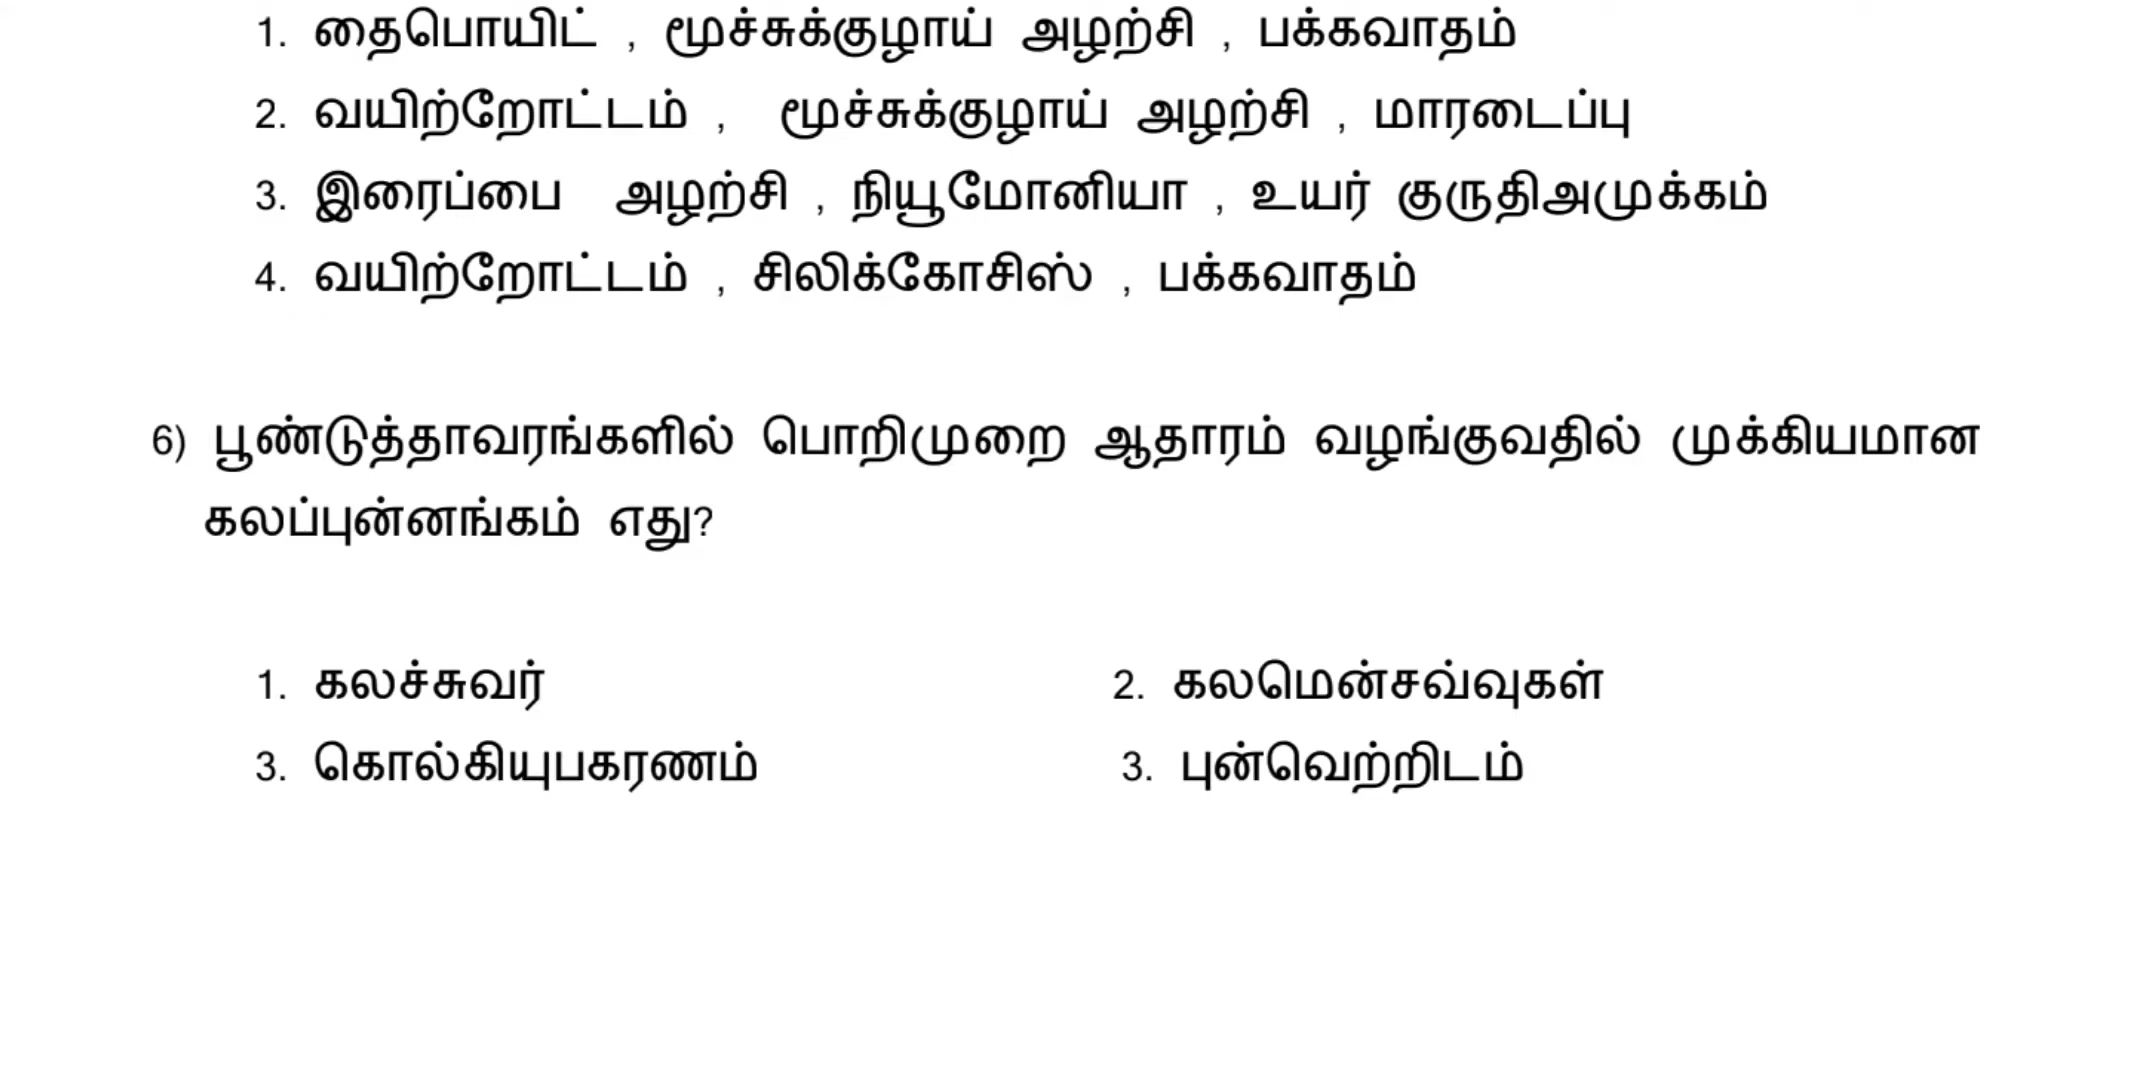 1. தைபொயிட் , மூச்சுக்குழாய் அழற்சி , பக்கவாதம்
2. வயிற்றோட்டம் , மூச்சுக்குழாய் அழற்சி , மாரடைப்பு
3. இரைப்பை அழற்சி , நியூமோனியா , உயர் குருதிஅமுக்கம்
4. வயிற்றோட்டம் , சிலிக்கோசிஸ் , பக்கவாதம்
6) பூண்டுத்தாவரங்களில் பொறிமுறை ஆதாரம் வழங்குவதில் முக்கியமான
கலப்புன்னங்கம் எது?
1. கலச்சுவர் 2. கலமென்சவ்வுகள்
3. கொல்கியுபகரணம் 3. புன்வெற்றிடம்